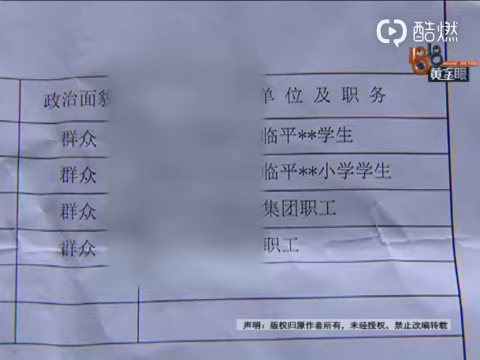 酷燃
1818
黄金眼
政治面貌 单位及职务
群众 临平**学生
群众 临平**小学学生
群众 集团职工
群众 职工
声明：版权归原作者所有，未经授权，禁止改编转载